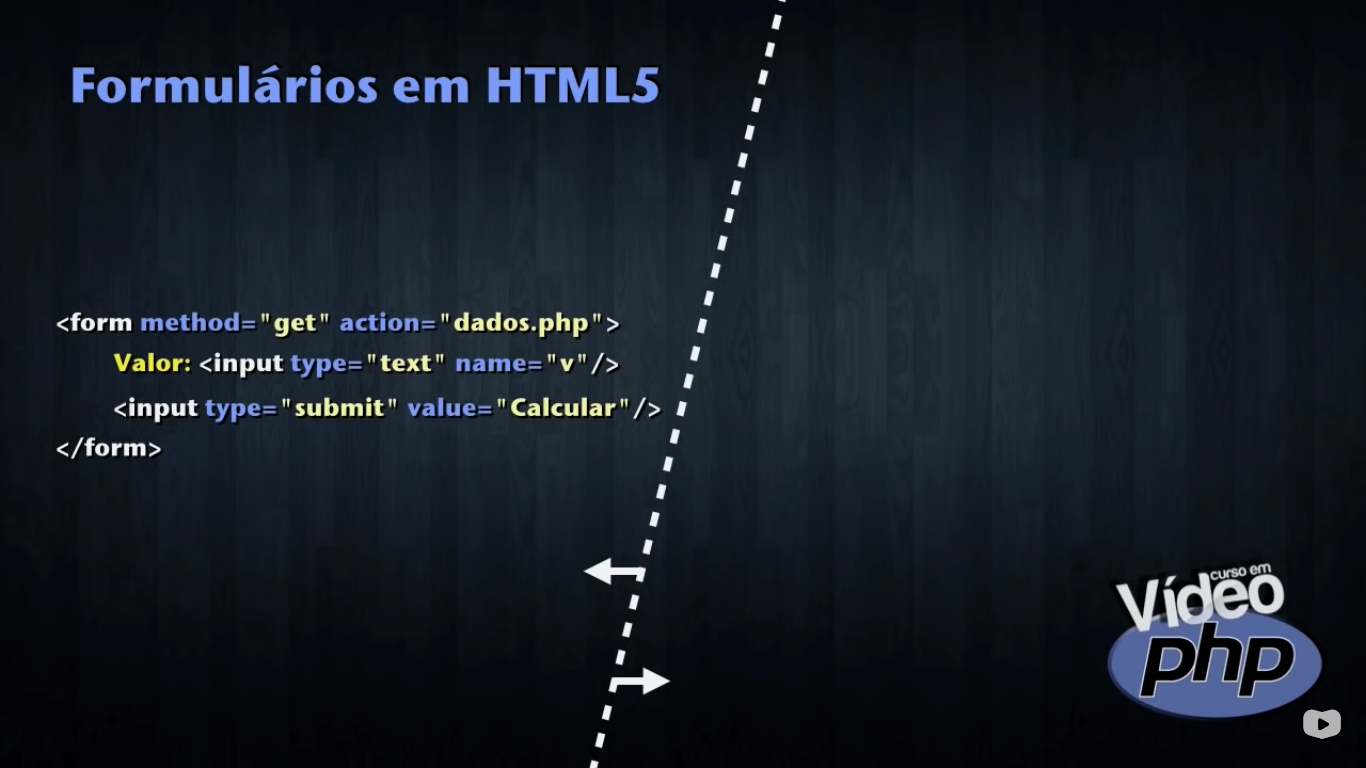 Formulários em HTML5
<form method="get" action="dados.php">
Valor: <input type="text" name="v"/>
<input type="submit" value="Calcular"/>
</form>
curso em
Vídeo
php